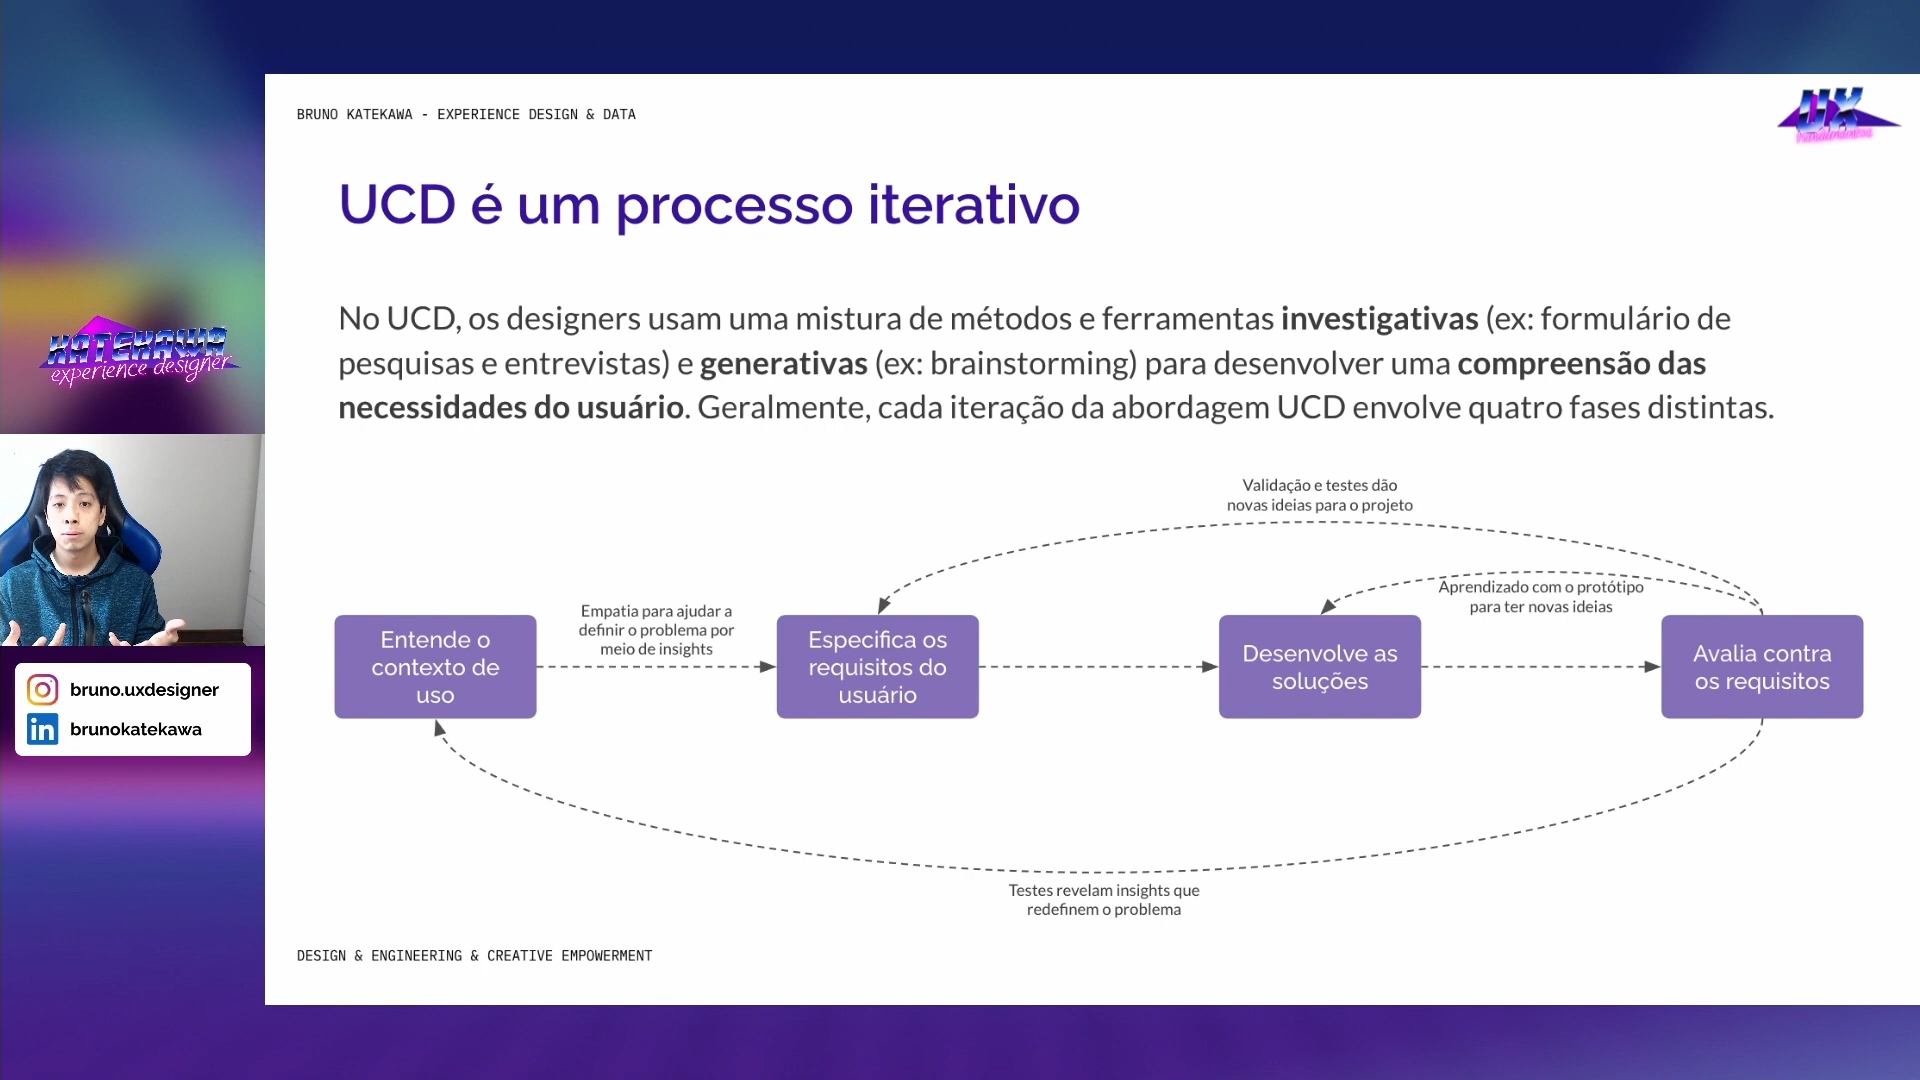 BRUNO KATEKAWA - EXPERIENCE DESIGN & DATA
UX
UCD é um processo iterativo
No UCD, os designers usam uma mistura de métodos e ferramentas investigativas (ex: formulário de
pesquisas e entrevistas) e generativas (ex: brainstorming) para desenvolver uma compreensão das
necessidades do usuário. Geralmente, cada iteração da abordagem UCD envolve quatro fases distintas.
KATEKAWA
experience designer
bruno.uxdesigner
in
brunokatekawa
Validação e testes dão
novas ideias para o projeto
Aprendizado com o protótipo
para ter novas ideias
Empatia para ajudar a
definir o problema por
meio de insights
Entende o
contexto de
uso
Especifica os
requisitos do
usuário
Desenvolve as
soluções
Avalia contra
os requisitos
Testes revelam insights que
redefinem o problema
DESIGN & ENGINEERING & CREATIVE EMPOWERMENT